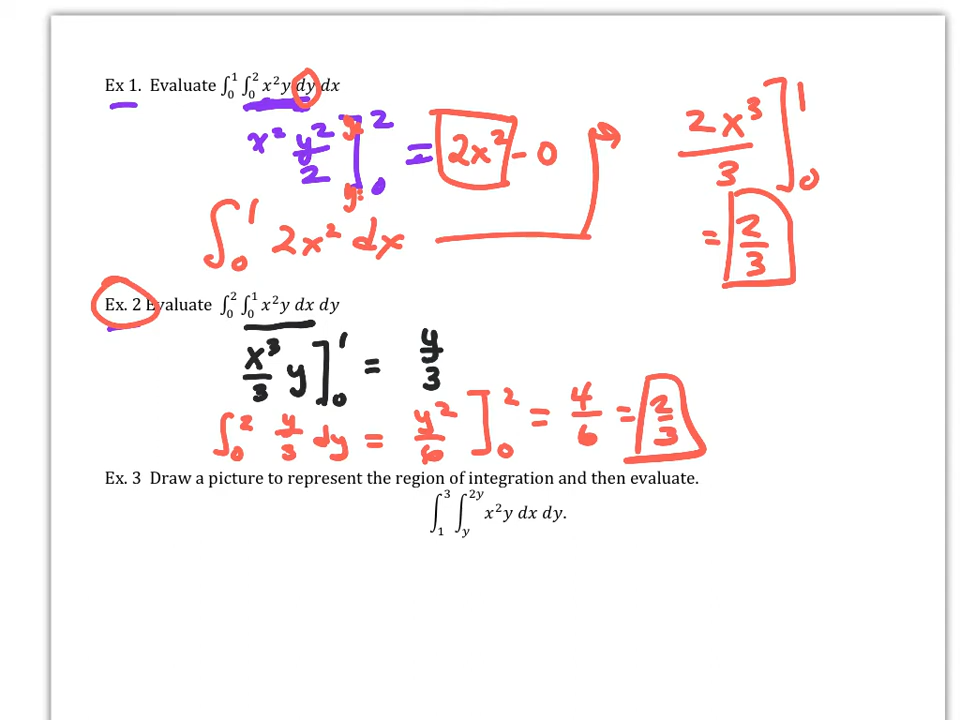 Ex 1. Evaluate ∫₀¹ ∫₀² x²y dy dx
x² y²/2 ]₀² = 2x² - 0
y=
y=
2x³/3 ]₀¹
∫₀¹ 2x² dx
= 2/3
Ex. 2 Evaluate ∫₀² ∫₀¹ x²y dx dy
x³/3 y ]₀¹ = y/3
∫₀² y/3 dy = y²/6 ]₀² = 4/6 = 2/3
Ex. 3 Draw a picture to represent the region of integration and then evaluate.
∫₁³ ∫_y^{2y} x²y dx dy.